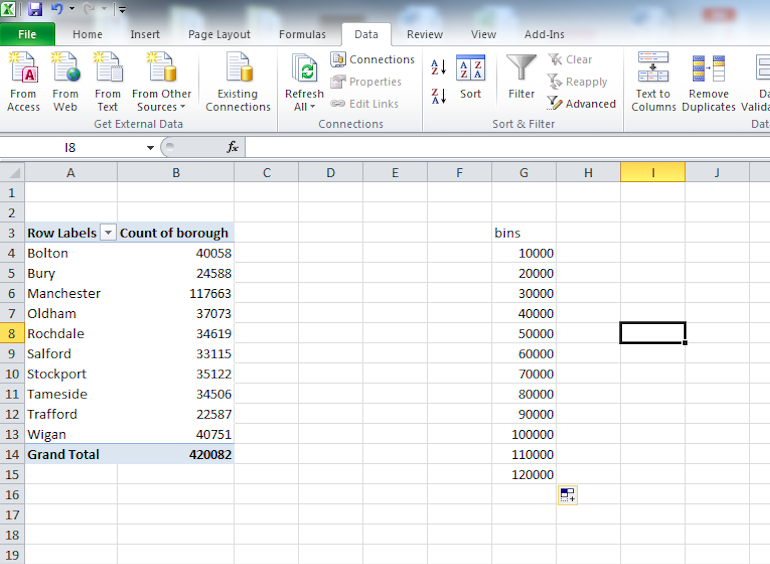 File Home Insert Page Layout Formulas Data Review View Add-Ins
From Access From Web From Text From Other Sources Existing Connections Refresh All Connections Properties Edit Links Sort Filter Clear Reapply Advanced Text to Columns Remove Duplicates
Get External Data Connections Sort & Filter
I8 fx
A B C D E F G H I J
1
2
3 Row Labels Count of borough bins
4 Bolton 40058 10000
5 Bury 24588 20000
6 Manchester 117663 30000
7 Oldham 37073 40000
8 Rochdale 34619 50000
9 Salford 33115 60000
10 Stockport 35122 70000
11 Tameside 34506 80000
12 Trafford 22587 90000
13 Wigan 40751 100000
14 Grand Total 420082 110000
15 120000
16
17
18
19